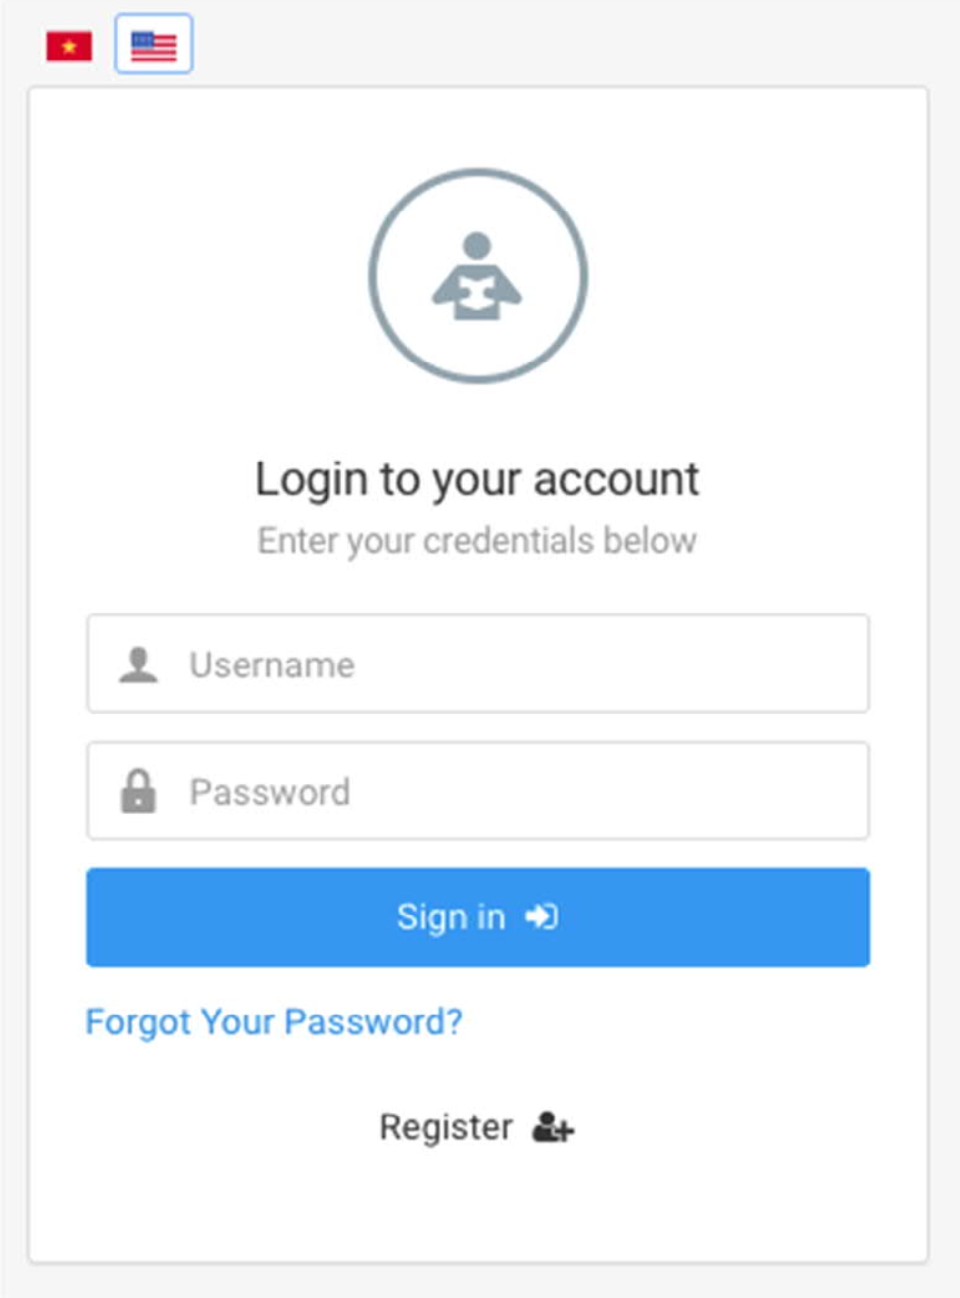 Login to your account
Enter your credentials below
Username
Password
Sign in
Forgot Your Password?
Register